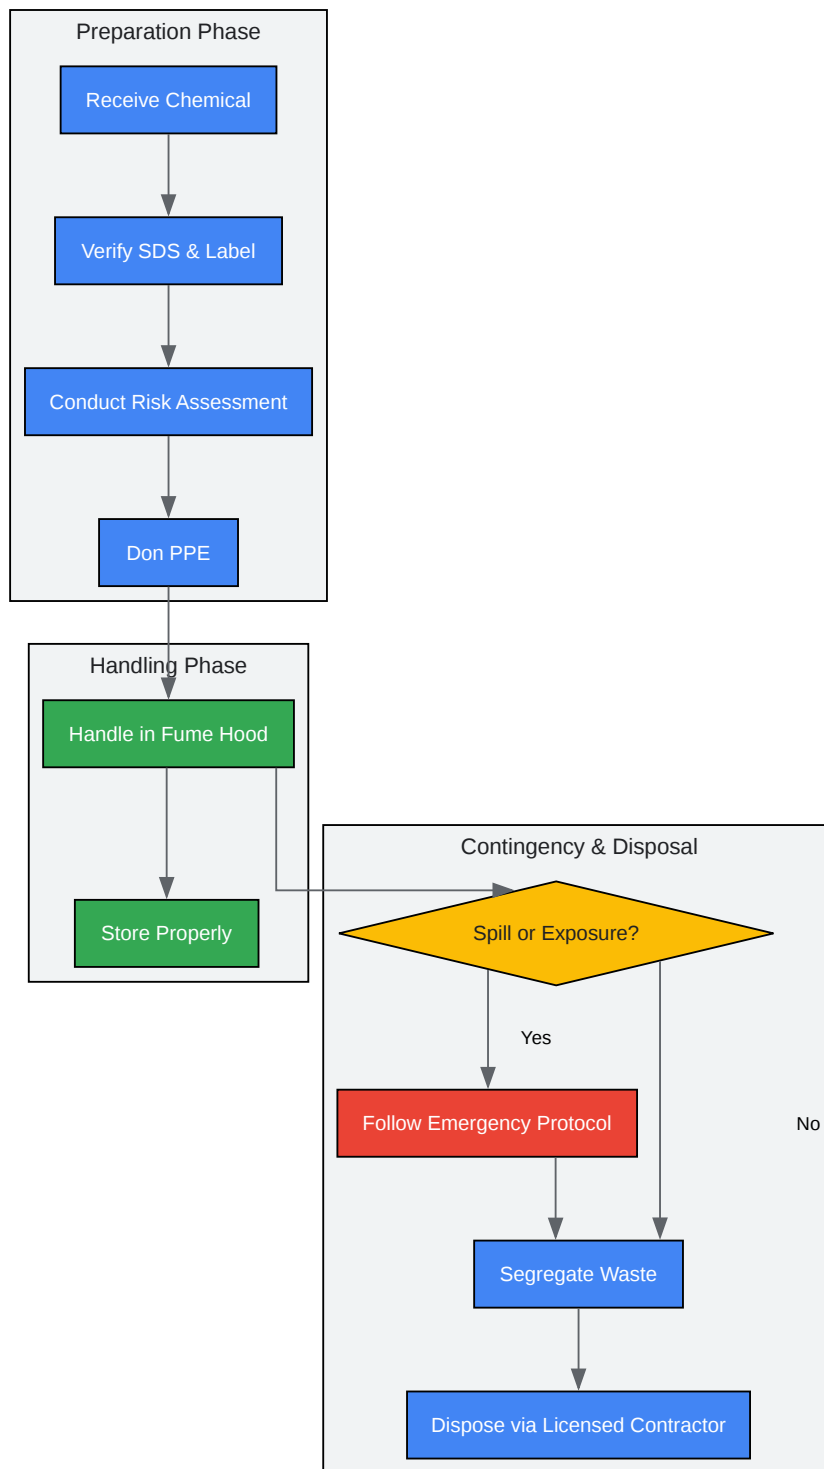 Preparation Phase
Receive Chemical
Verify SDS & Label
Conduct Risk Assessment
Don PPE
Handling Phase
Handle in Fume Hood
Store Properly
Contingency & Disposal
Spill or Exposure?
Yes
Follow Emergency Protocol
No
Segregate Waste
Dispose via Licensed Contractor